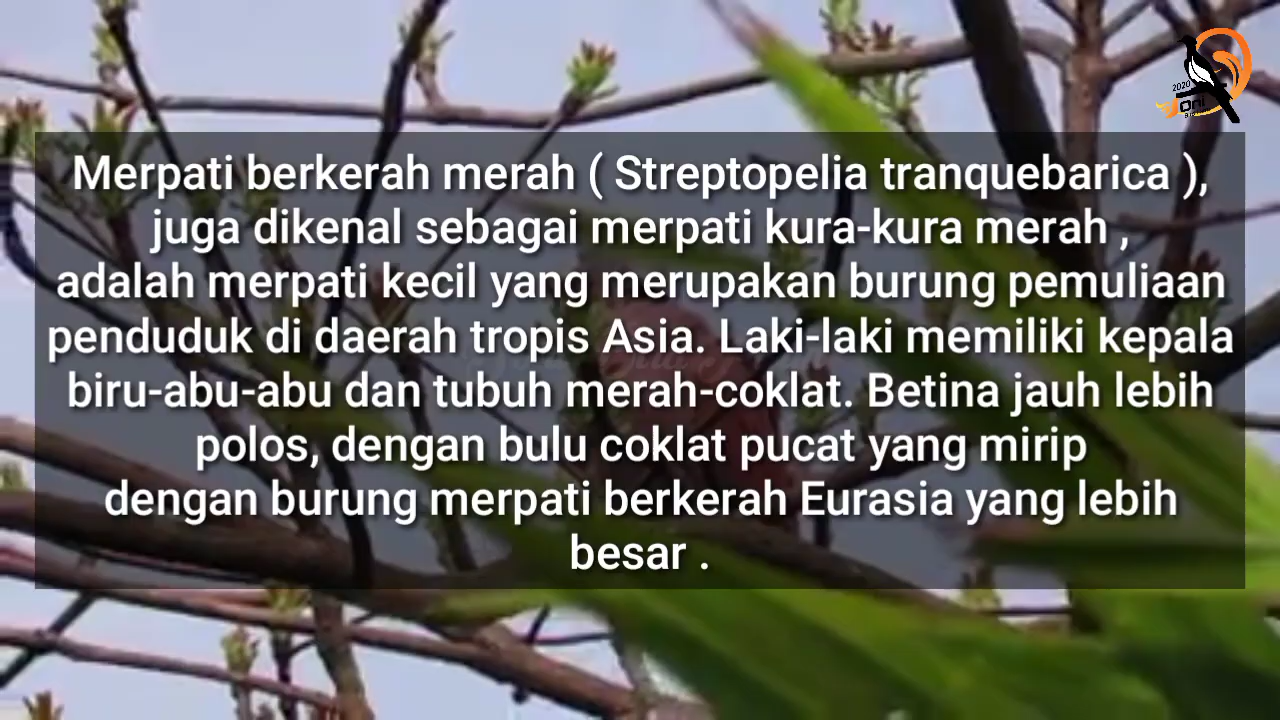 2020
Oni
Merpati berkerah merah ( Streptopelia tranquebarica ),
juga dikenal sebagai merpati kura-kura merah ,
adalah merpati kecil yang merupakan burung pemuliaan
penduduk di daerah tropis Asia. Laki-laki memiliki kepala
biru-abu-abu dan tubuh merah-coklat. Betina jauh lebih
polos, dengan bulu coklat pucat yang mirip
dengan burung merpati berkerah Eurasia yang lebih
besar .